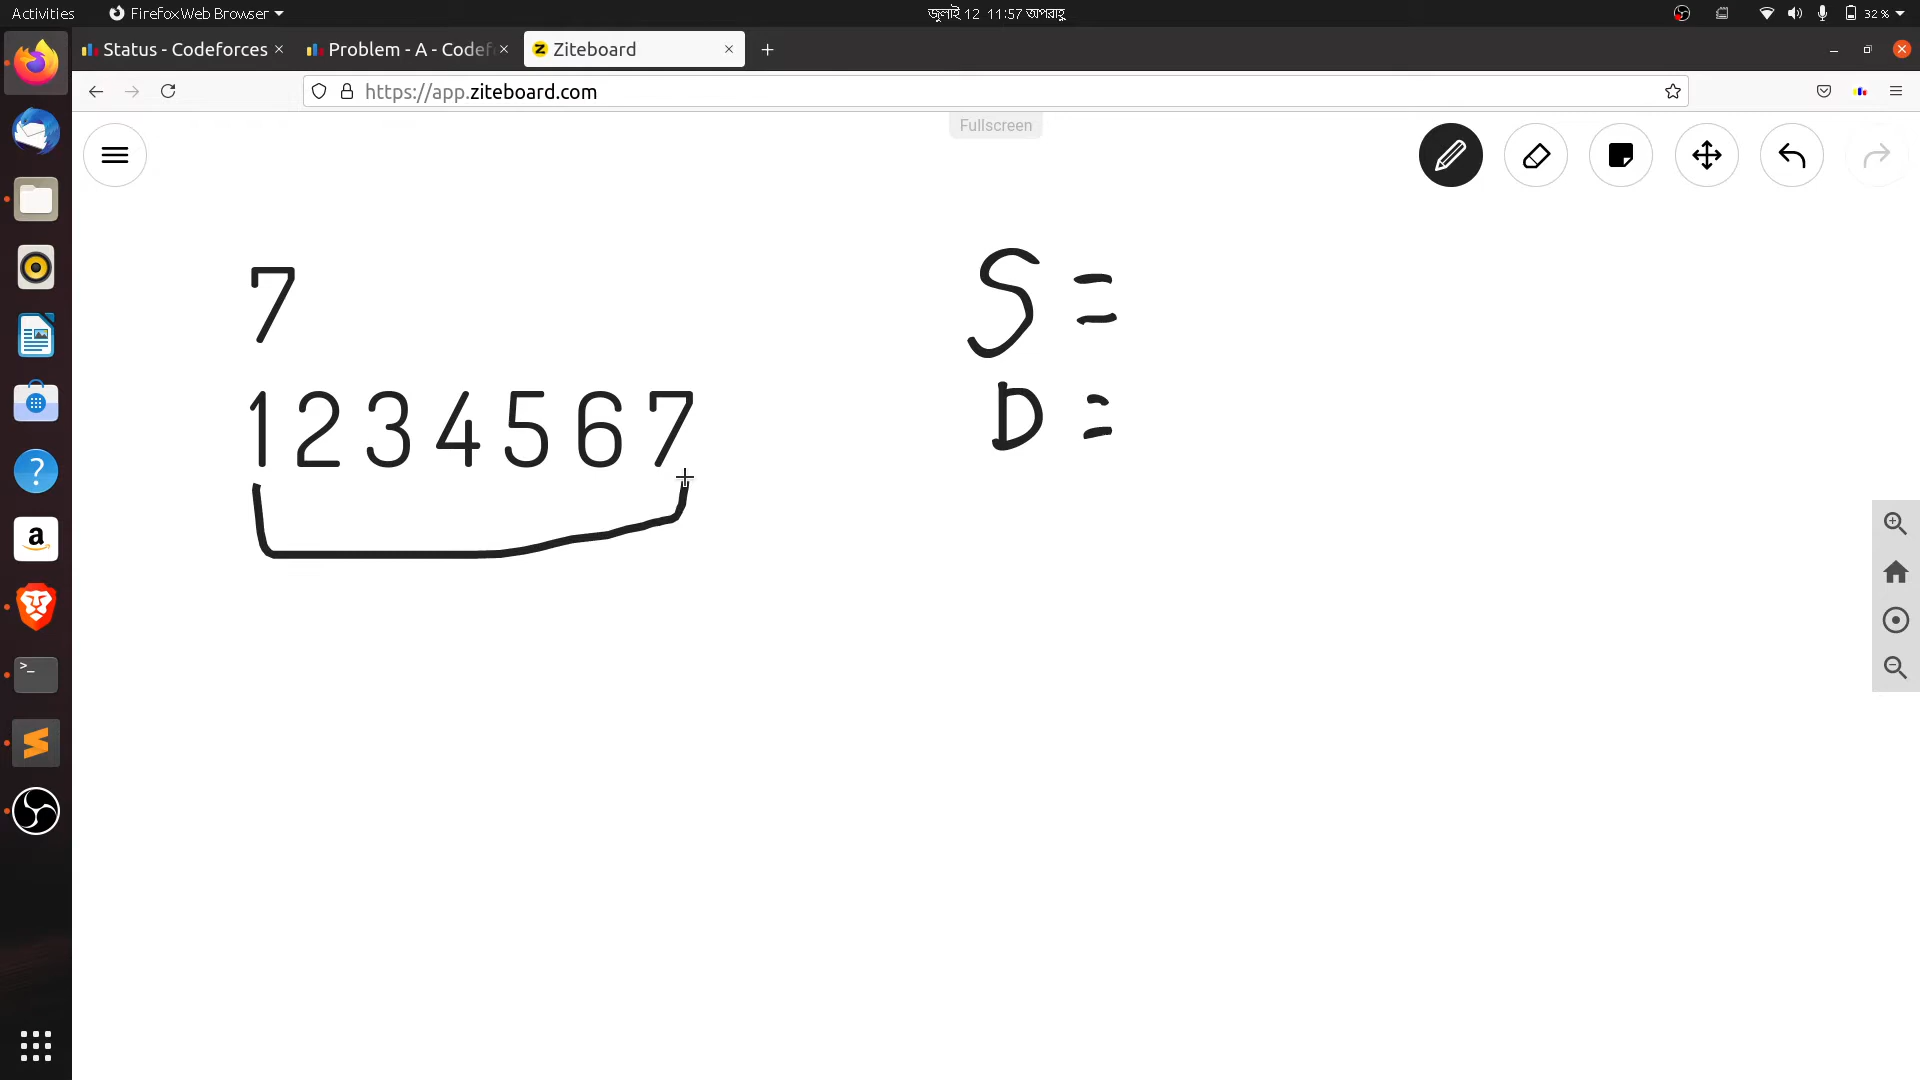 Activities Firefox Web Browser জুলাই 12 11:57 অপরাহ্ণ 32 %
Status - Codeforces Problem - A - Codef Ziteboard
https://app.ziteboard.com
Fullscreen
7
S =
1 2 3 4 5 6 7
D =